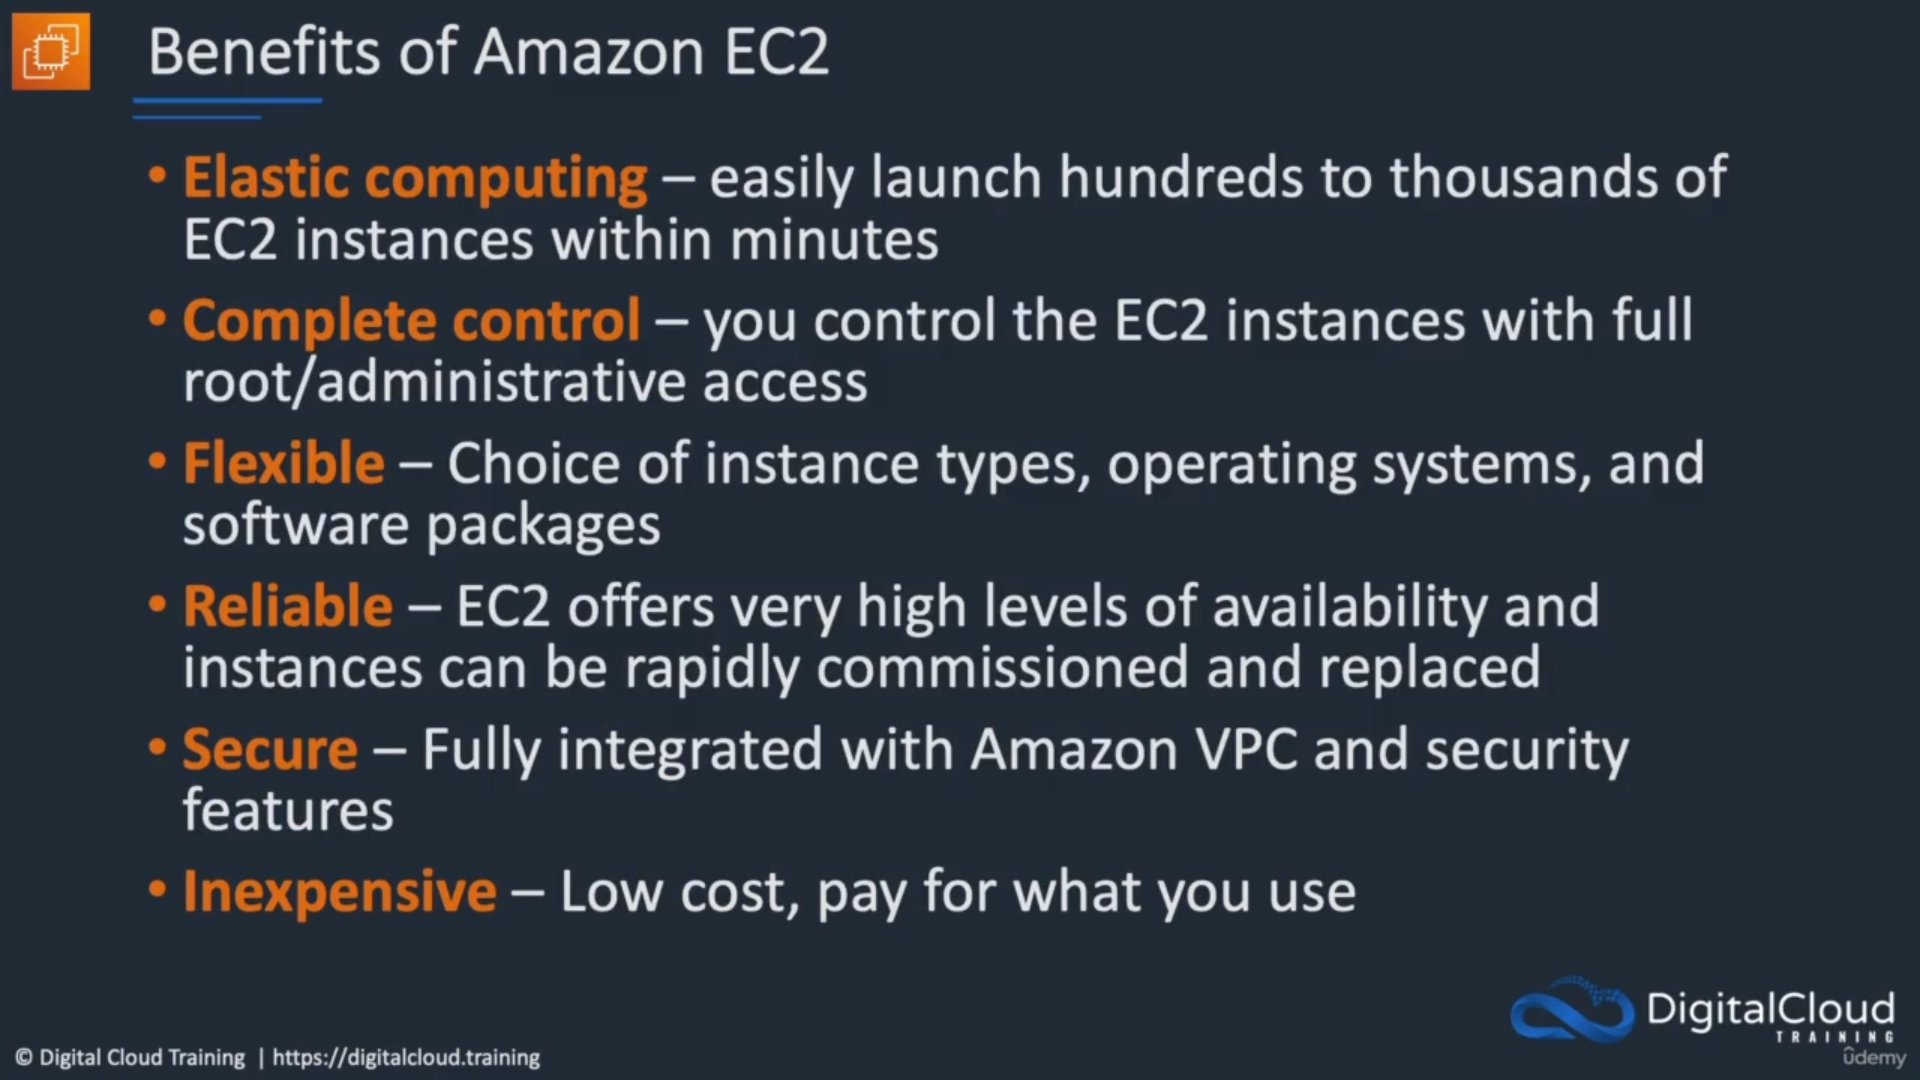 Benefits of Amazon EC2
• Elastic computing – easily launch hundreds to thousands of
EC2 instances within minutes
• Complete control – you control the EC2 instances with full
root/administrative access
• Flexible – Choice of instance types, operating systems, and
software packages
• Reliable – EC2 offers very high levels of availability and
instances can be rapidly commissioned and replaced
• Secure – Fully integrated with Amazon VPC and security
features
• Inexpensive – Low cost, pay for what you use
DigitalCloud
TRAINING
ûdemy
© Digital Cloud Training | https://digitalcloud.training